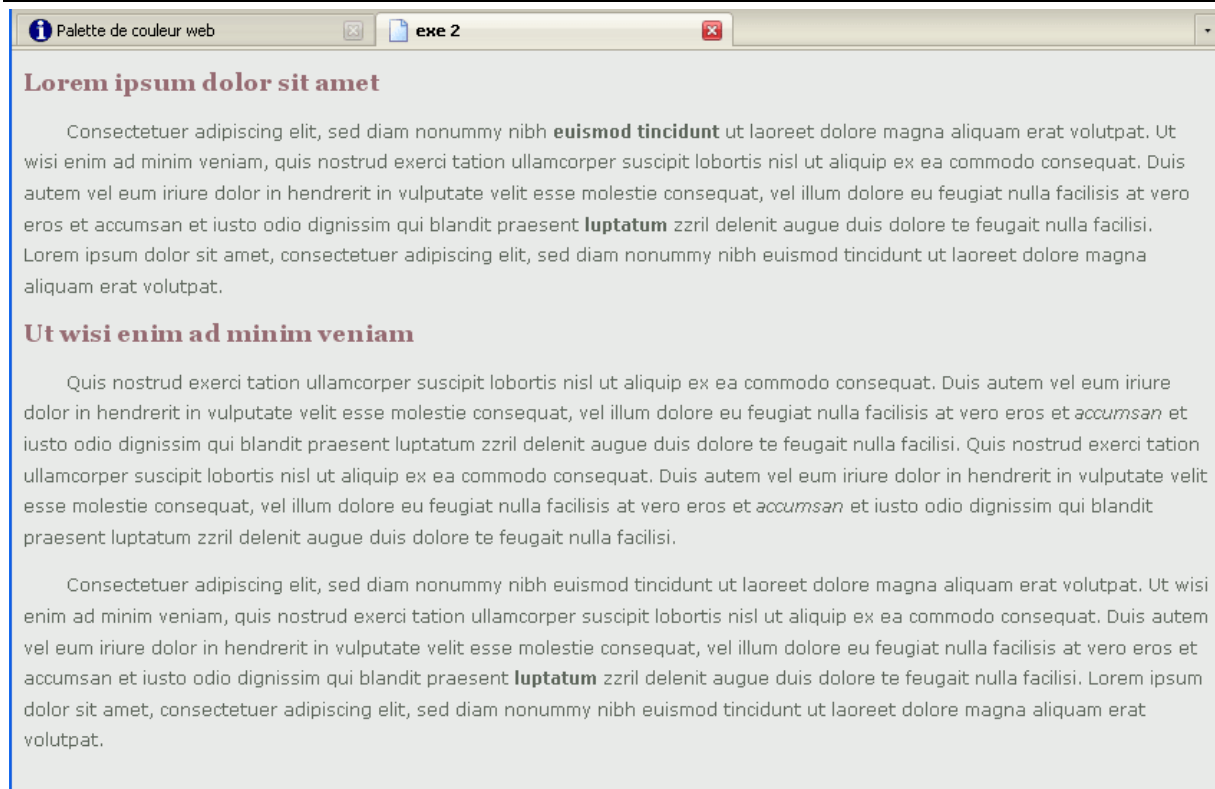 Palette de couleur web
exe 2
Lorem ipsum dolor sit amet
Consectetuer adipiscing elit, sed diam nonummy nibh euismod tincidunt ut laoreet dolore magna aliquam erat volutpat. Ut
wisi enim ad minim veniam, quis nostrud exerci tation ullamcorper suscipit lobortis nisl ut aliquip ex ea commodo consequat. Duis
autem vel eum iriure dolor in hendrerit in vulputate velit esse molestie consequat, vel illum dolore eu feugiat nulla facilisis at vero
eros et accumsan et iusto odio dignissim qui blandit praesent luptatum zzril delenit augue duis dolore te feugait nulla facilisi.
Lorem ipsum dolor sit amet, consectetuer adipiscing elit, sed diam nonummy nibh euismod tincidunt ut laoreet dolore magna
aliquam erat volutpat.
Ut wisi enim ad minim veniam
Quis nostrud exerci tation ullamcorper suscipit lobortis nisl ut aliquip ex ea commodo consequat. Duis autem vel eum iriure
dolor in hendrerit in vulputate velit esse molestie consequat, vel illum dolore eu feugiat nulla facilisis at vero eros et accumsan et
iusto odio dignissim qui blandit praesent luptatum zzril delenit augue duis dolore te feugait nulla facilisi. Quis nostrud exerci tation
ullamcorper suscipit lobortis nisl ut aliquip ex ea commodo consequat. Duis autem vel eum iriure dolor in hendrerit in vulputate velit
esse molestie consequat, vel illum dolore eu feugiat nulla facilisis at vero eros et accumsan et iusto odio dignissim qui blandit
praesent luptatum zzril delenit augue duis dolore te feugait nulla facilisi.
Consectetuer adipiscing elit, sed diam nonummy nibh euismod tincidunt ut laoreet dolore magna aliquam erat volutpat. Ut wisi
enim ad minim veniam, quis nostrud exerci tation ullamcorper suscipit lobortis nisl ut aliquip ex ea commodo consequat. Duis autem
vel eum iriure dolor in hendrerit in vulputate velit esse molestie consequat, vel illum dolore eu feugiat nulla facilisis at vero eros et
accumsan et iusto odio dignissim qui blandit praesent luptatum zzril delenit augue duis dolore te feugait nulla facilisi. Lorem ipsum
dolor sit amet, consectetuer adipiscing elit, sed diam nonummy nibh euismod tincidunt ut laoreet dolore magna aliquam erat
volutpat.